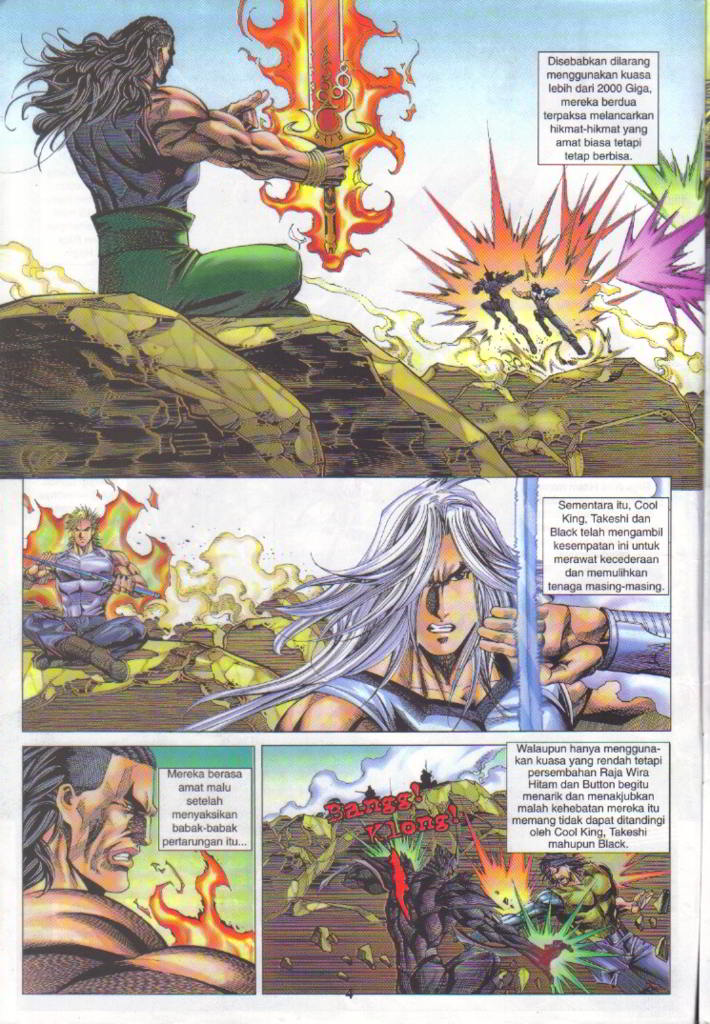 Disebabkan dilarang
menggunakan kuasa
lebih dari 2000 Giga,
mereka berdua
terpaksa melancarkan
hikmat-hikmat yang
amat biasa tetapi
tetap berbisa.
Sementara itu, Cool
King, Takeshi dan
Black telah mengambil
kesempatan ini untuk
merawat kecederaan
dan memulihkan
tenaga masing-masing.
Mereka berasa
amat malu
setelah
menyaksikan
babak-babak
pertarungan itu...
Walaupun hanya mengguna-
kan kuasa yang rendah tetapi
persembahan Raja Wira
Hitam dan Button begitu
menarik dan menakjubkan
malah kehebatan mereka itu
memang tidak dapat ditandingi
oleh Cool King, Takeshi
mahupun Black.
Bangg!
Klong!
4